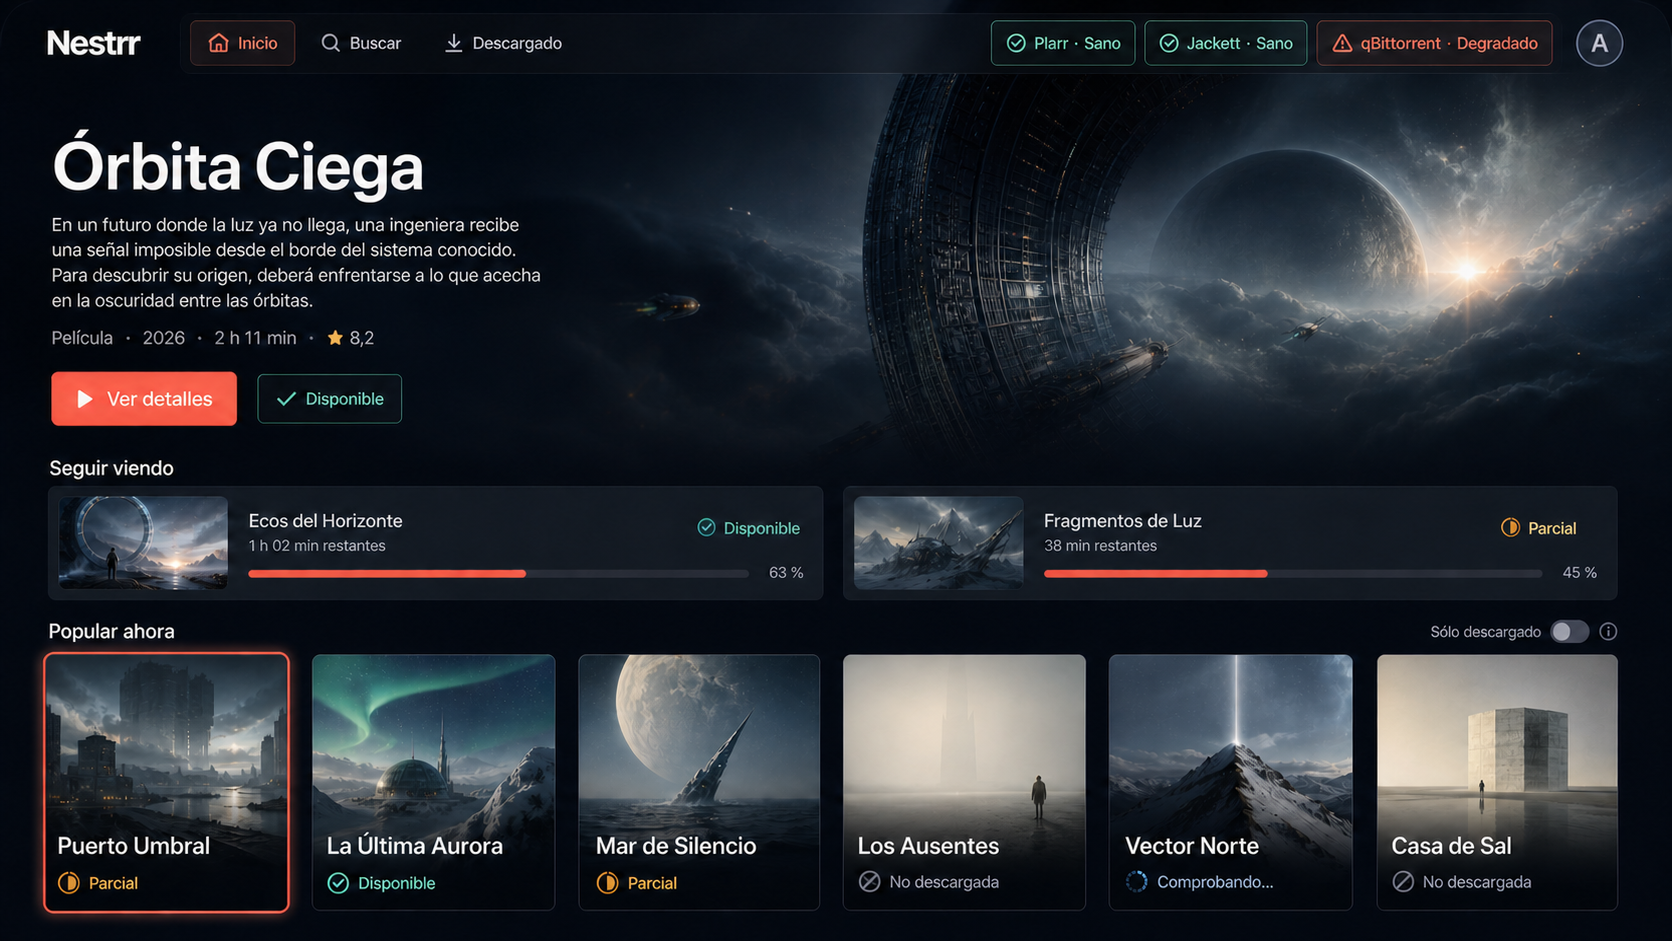 Nestrr
Inicio
Buscar
Descargado
Plarr · Sano
Jackett · Sano
qBittorrent · Degradado
A
Órbita Ciega
En un futuro donde la luz ya no llega, una ingeniera recibe
una señal imposible desde el borde del sistema conocido.
Para descubrir su origen, deberá enfrentarse a lo que acecha
en la oscuridad entre las órbitas.
Película · 2026 · 2 h 11 min · 8,2
Ver detalles
Disponible
Seguir viendo
Ecos del Horizonte
1 h 02 min restantes
Disponible
63 %
Fragmentos de Luz
38 min restantes
Parcial
45 %
Popular ahora
Sólo descargado
Puerto Umbral
Parcial
La Última Aurora
Disponible
Mar de Silencio
Parcial
Los Ausentes
No descargada
Vector Norte
Comprobando...
Casa de Sal
No descargada